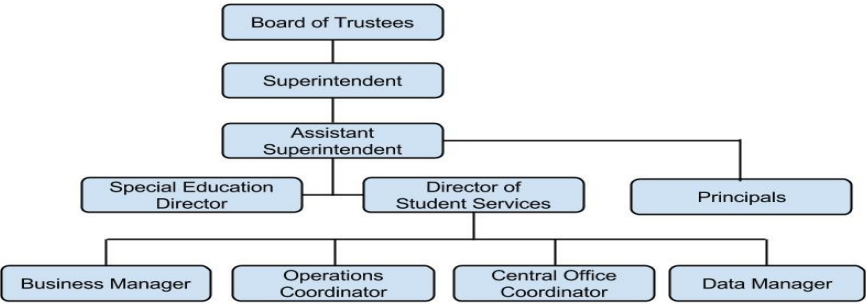 Board of Trustees
Superintendent
Assistant
Superintendent
Special Education
Director
Director of
Student Services
Principals
Business Manager
Operations
Coordinator
Central Office
Coordinator
Data Manager